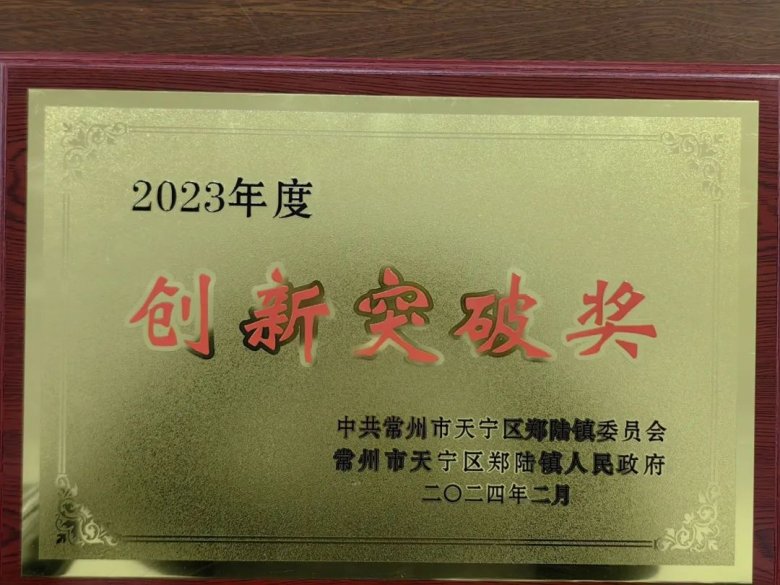 2023年度
创新突破奖
中共常州市天宁区郑陆镇委员会
常州市天宁区郑陆镇人民政府
二〇二四年二月